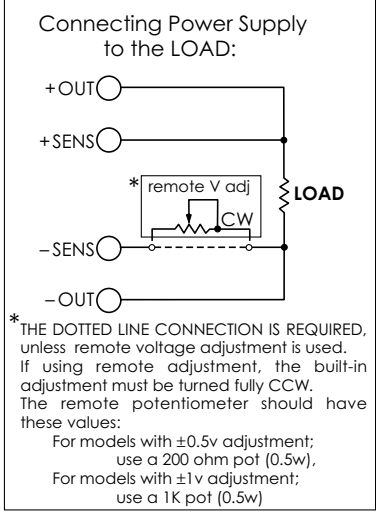 Connecting Power Supply
to the LOAD:
+OUT
+SENS
* remote V adj
CW
LOAD
–SENS
–OUT
*THE DOTTED LINE CONNECTION IS REQUIRED,
unless remote voltage adjustment is used.
If using remote adjustment, the built-in
adjustment must be turned fully CCW.
The remote potentiometer should have
these values:
For models with ±0.5v adjustment;
use a 200 ohm pot (0.5w),
For models with ±1v adjustment;
use a 1K pot (0.5w)